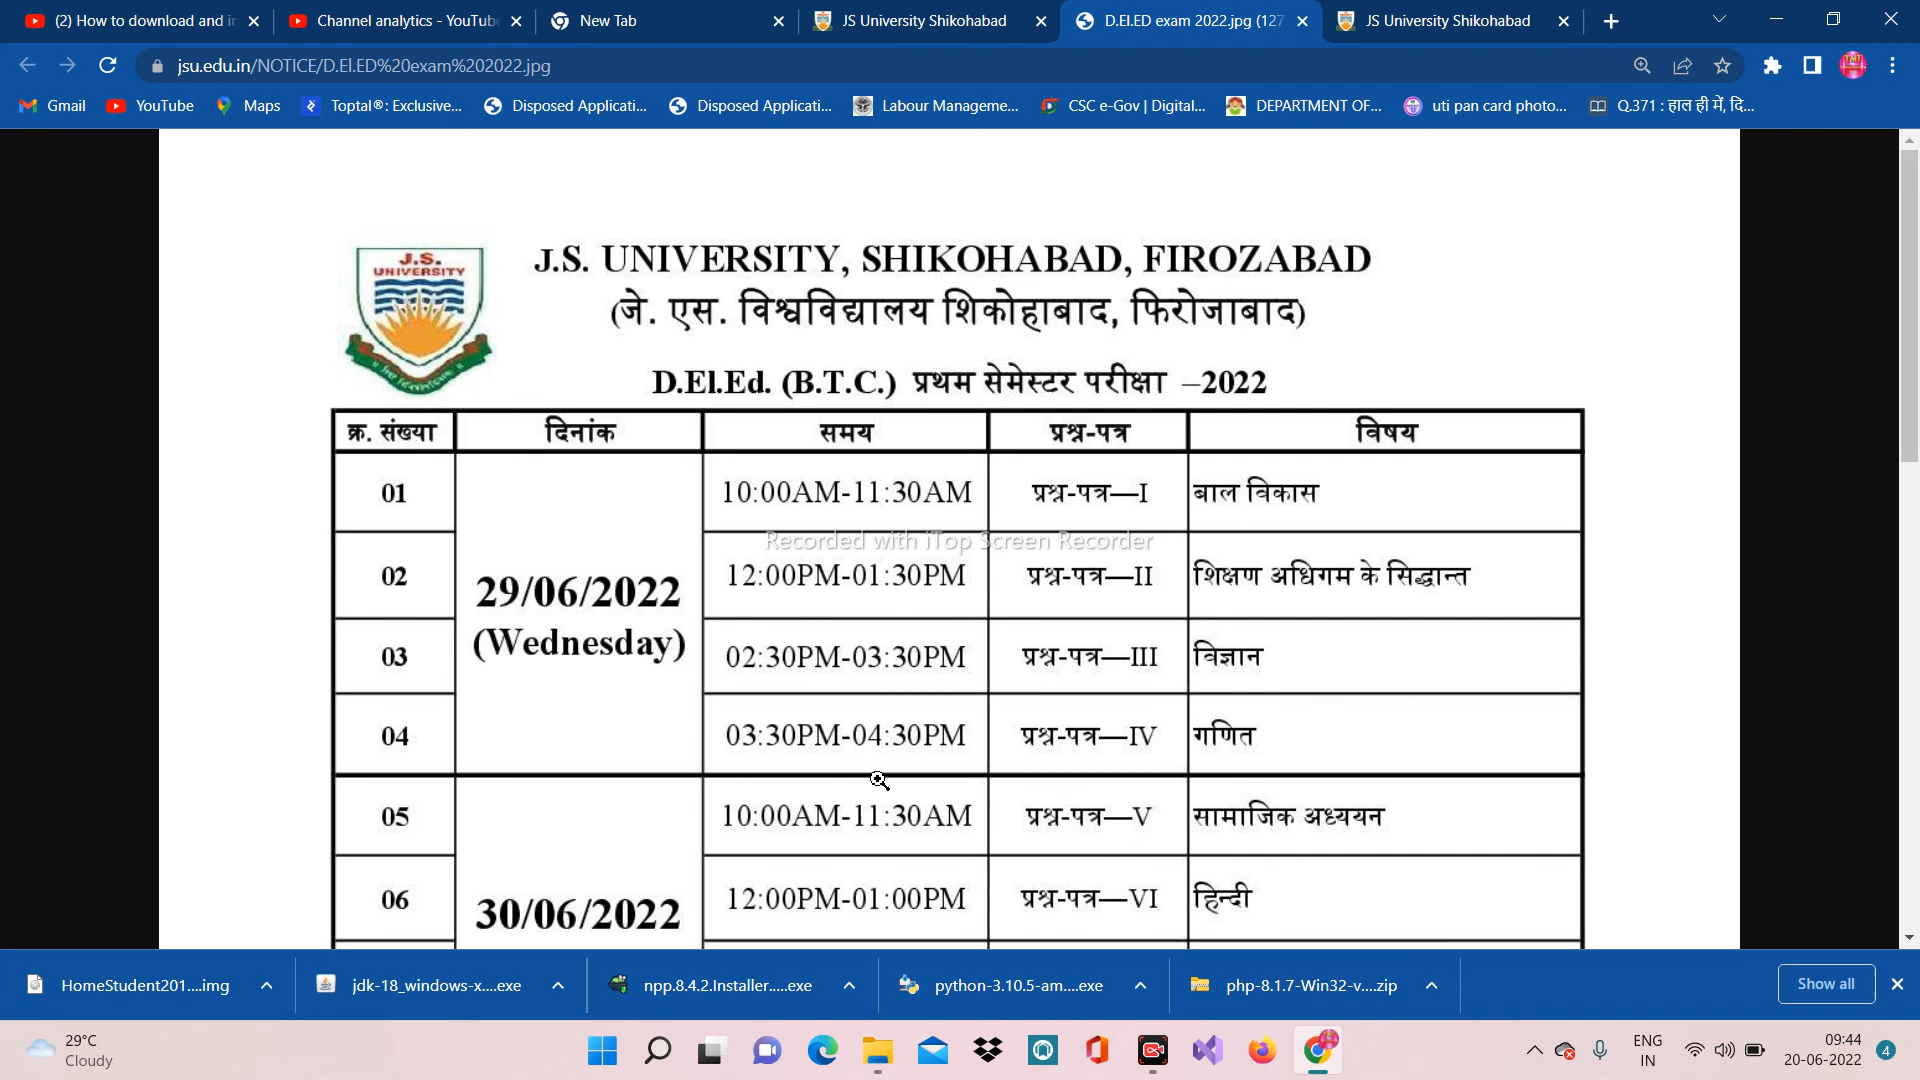 (2) How to download and i
Channel analytics - YouTub
New Tab
JS University Shikohabad
D.El.ED exam 2022.jpg (127
JS University Shikohabad
jsu.edu.in/NOTICE/D.El.ED%20exam%202022.jpg
Gmail
YouTube
Maps
Toptal®: Exclusive...
Disposed Applicati...
Disposed Applicati...
Labour Manageme...
CSC e-Gov | Digital...
DEPARTMENT OF...
uti pan card photo...
Q.371 : हाल ही में, दि...
J.S.
UNIVERSITY
J.S. UNIVERSITY, SHIKOHABAD, FIROZABAD
(जे. एस. विश्वविद्यालय शिकोहाबाद, फिरोजाबाद)
D.El.Ed. (B.T.C.) प्रथम सेमेस्टर परीक्षा –2022
क्र. संख्या दिनांक समय प्रश्न-पत्र विषय
01 10:00AM-11:30AM प्रश्न-पत्र—I बाल विकास
Recorded with iTop Screen Recorder
02 12:00PM-01:30PM प्रश्न-पत्र—II शिक्षण अधिगम के सिद्धान्त
29/06/2022
(Wednesday)
03 02:30PM-03:30PM प्रश्न-पत्र—III विज्ञान
04 03:30PM-04:30PM प्रश्न-पत्र—IV गणित
05 10:00AM-11:30AM प्रश्न-पत्र—V सामाजिक अध्ययन
06 12:00PM-01:00PM प्रश्न-पत्र—VI हिन्दी
30/06/2022
HomeStudent201....img
jdk-18_windows-x....exe
npp.8.4.2.Installer.....exe
python-3.10.5-am....exe
php-8.1.7-Win32-v....zip
Show all
29°C
Cloudy
ENG
IN
09:44
20-06-2022
4